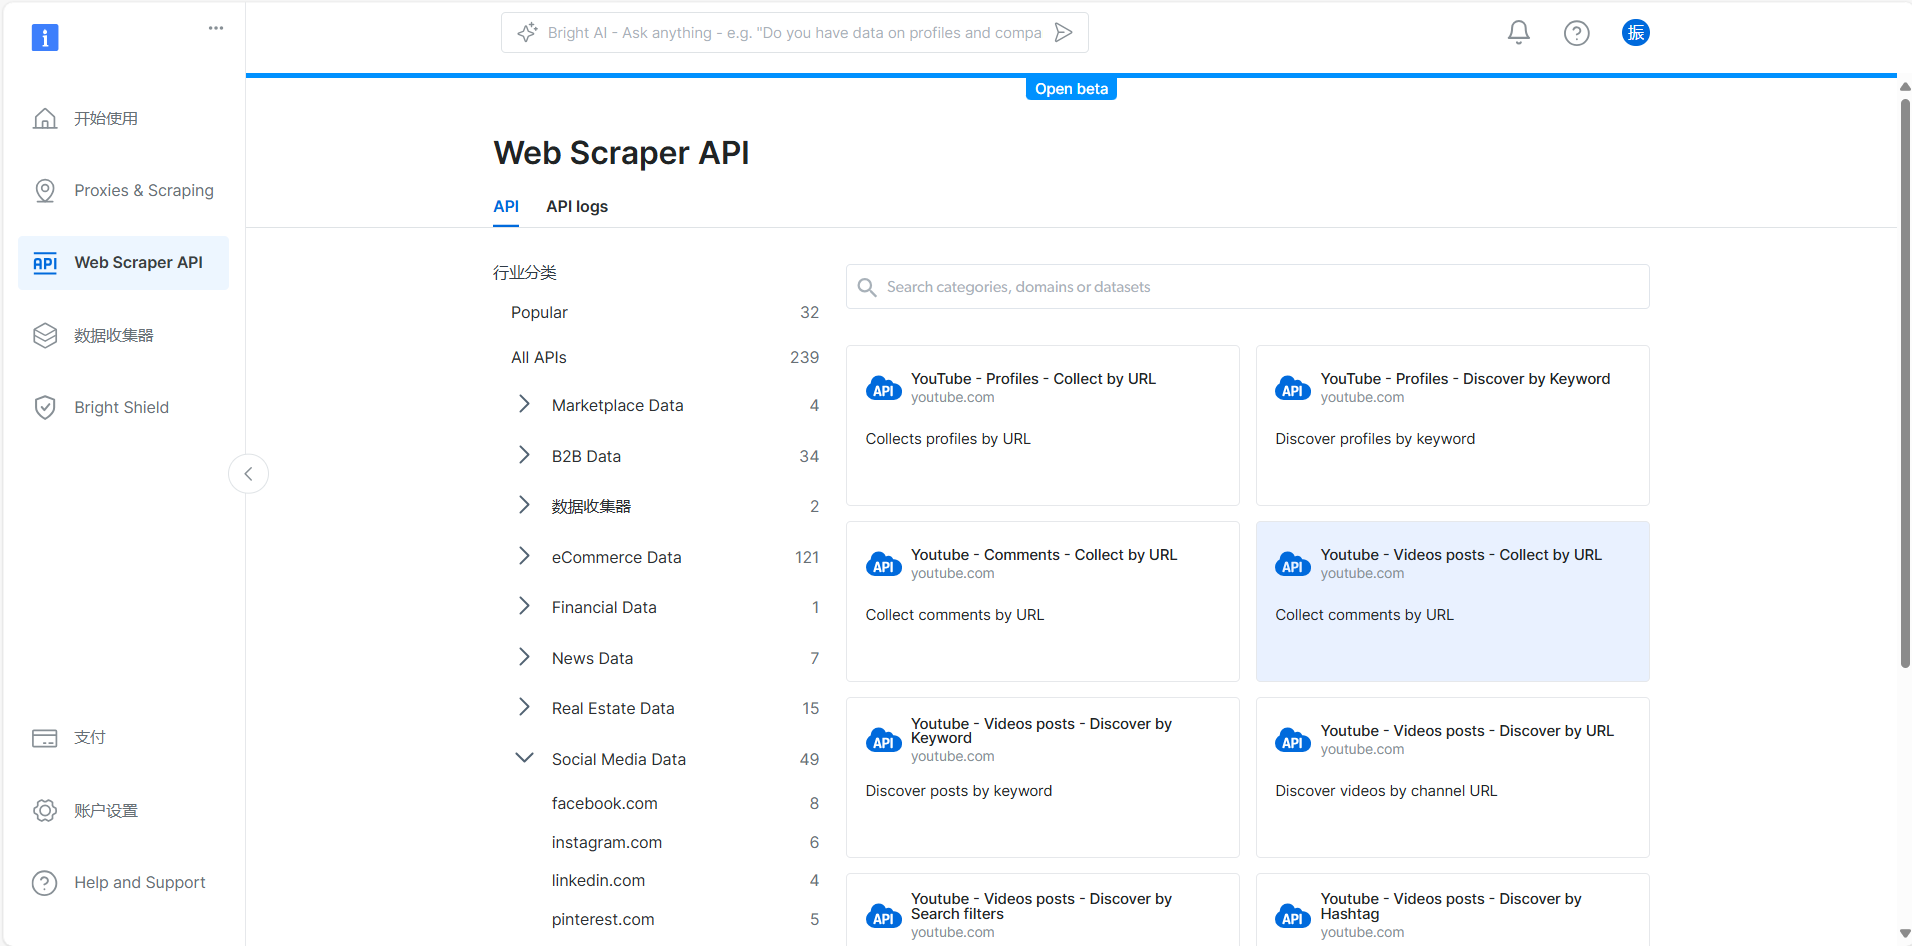 Bright AI - Ask anything - e.g. "Do you have data on profiles and compa
振
开始使用
Proxies & Scraping
API
Web Scraper API
数据收集器
Bright Shield
支付
账户设置
Help and Support
Open beta
Web Scraper API
API
API logs
行业分类
Popular
32
All APIs
239
Marketplace Data
4
B2B Data
34
数据收集器
2
eCommerce Data
121
Financial Data
1
News Data
7
Real Estate Data
15
Social Media Data
49
facebook.com
8
instagram.com
6
linkedin.com
4
pinterest.com
5
Search categories, domains or datasets
API
YouTube - Profiles - Collect by URL
youtube.com
Collects profiles by URL
API
YouTube - Profiles - Discover by Keyword
youtube.com
Discover profiles by keyword
API
Youtube - Comments - Collect by URL
youtube.com
Collect comments by URL
API
Youtube - Videos posts - Collect by URL
youtube.com
Collect comments by URL
API
Youtube - Videos posts - Discover by
Keyword
youtube.com
Discover posts by keyword
API
Youtube - Videos posts - Discover by URL
youtube.com
Discover videos by channel URL
API
Youtube - Videos posts - Discover by
Search filters
youtube.com
API
Youtube - Videos posts - Discover by
Hashtag
youtube.com